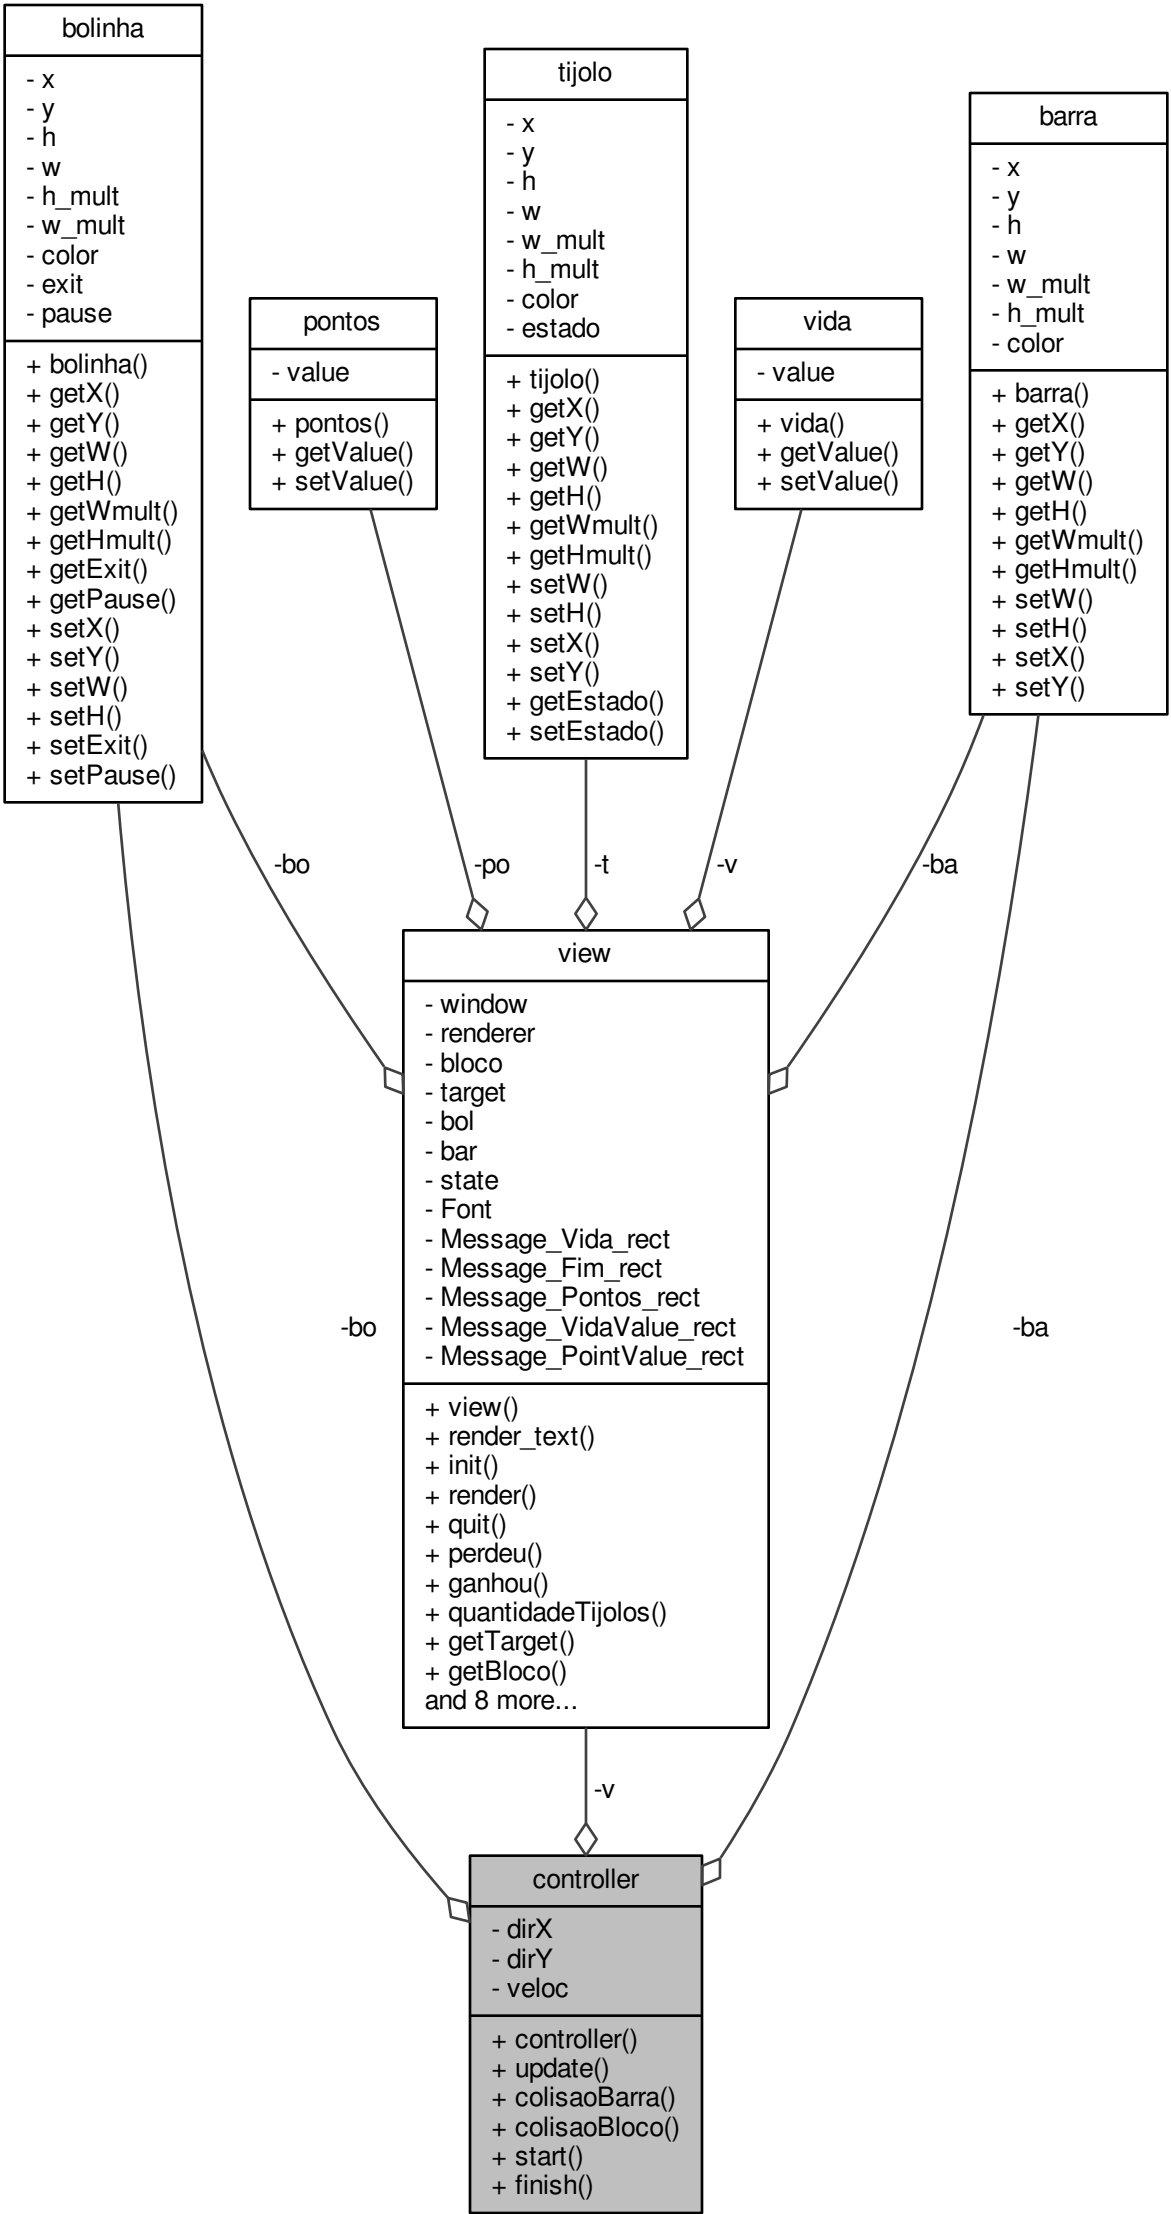 bolinha
- x
- y
- h
- w
- h_mult
- w_mult
- color
- exit
- pause
+ bolinha()
+ getX()
+ getY()
+ getW()
+ getH()
+ getWmult()
+ getHmult()
+ getExit()
+ getPause()
+ setX()
+ setY()
+ setW()
+ setH()
+ setExit()
+ setPause()
pontos
- value
+ pontos()
+ getValue()
+ setValue()
tijolo
- x
- y
- h
- w
- w_mult
- h_mult
- color
- estado
+ tijolo()
+ getX()
+ getY()
+ getW()
+ getH()
+ getWmult()
+ getHmult()
+ setW()
+ setH()
+ setX()
+ setY()
+ getEstado()
+ setEstado()
vida
- value
+ vida()
+ getValue()
+ setValue()
barra
- x
- y
- h
- w
- w_mult
- h_mult
- color
+ barra()
+ getX()
+ getY()
+ getW()
+ getH()
+ getWmult()
+ getHmult()
+ setW()
+ setH()
+ setX()
+ setY()
-bo
-po
-t
-v
-ba
view
- window
- renderer
- bloco
- target
- bol
- bar
- state
- Font
- Message_Vida_rect
- Message_Fim_rect
- Message_Pontos_rect
- Message_VidaValue_rect
- Message_PointValue_rect
+ view()
+ render_text()
+ init()
+ render()
+ quit()
+ perdeu()
+ ganhou()
+ quantidadeTijolos()
+ getTarget()
+ getBloco()
and 8 more...
-bo
-ba
-v
controller
- dirX
- dirY
- veloc
+ controller()
+ update()
+ colisaoBarra()
+ colisaoBloco()
+ start()
+ finish()